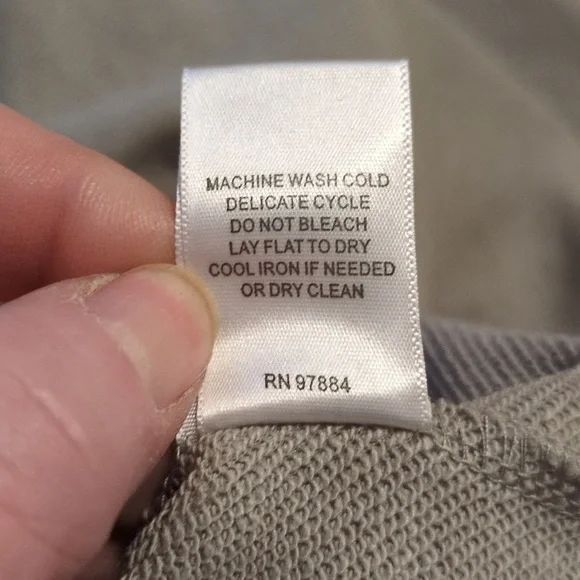 MACHINE WASH COLD
DELICATE CYCLE
DO NOT BLEACH
LAY FLAT TO DRY
COOL IRON IF NEEDED
OR DRY CLEAN
RN 97884